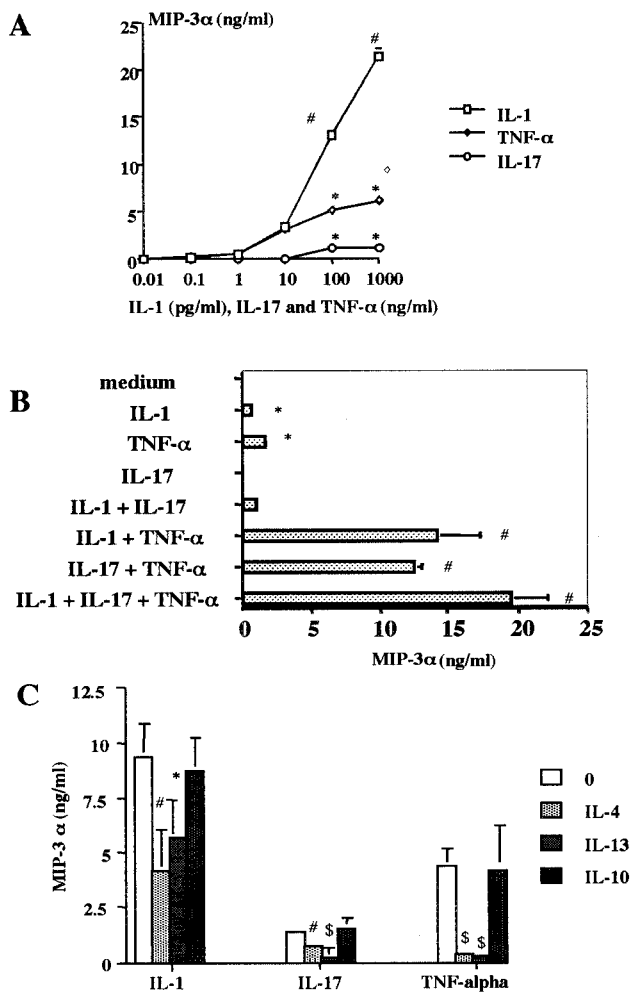 A
MIP-3α (ng/ml)
25
20
15
10
5
0
#
#
*
*
*
*
IL-1
TNF-α
IL-17
0.01 0.1 1 10 100 1000
IL-1 (pg/ml), IL-17 and TNF-α (ng/ml)
B
medium
IL-1 *
TNF-α *
IL-17
IL-1 + IL-17
IL-1 + TNF-α #
IL-17 + TNF-α #
IL-1 + IL-17 + TNF-α #
0 5 10 15 20 25
MIP-3α (ng/ml)
C
MIP-3 α (ng/ml)
12.5
10
7.5
5
2.5
0
# *
# $
$ $
0
IL-4
IL-13
IL-10
IL-1 IL-17 TNF-alpha